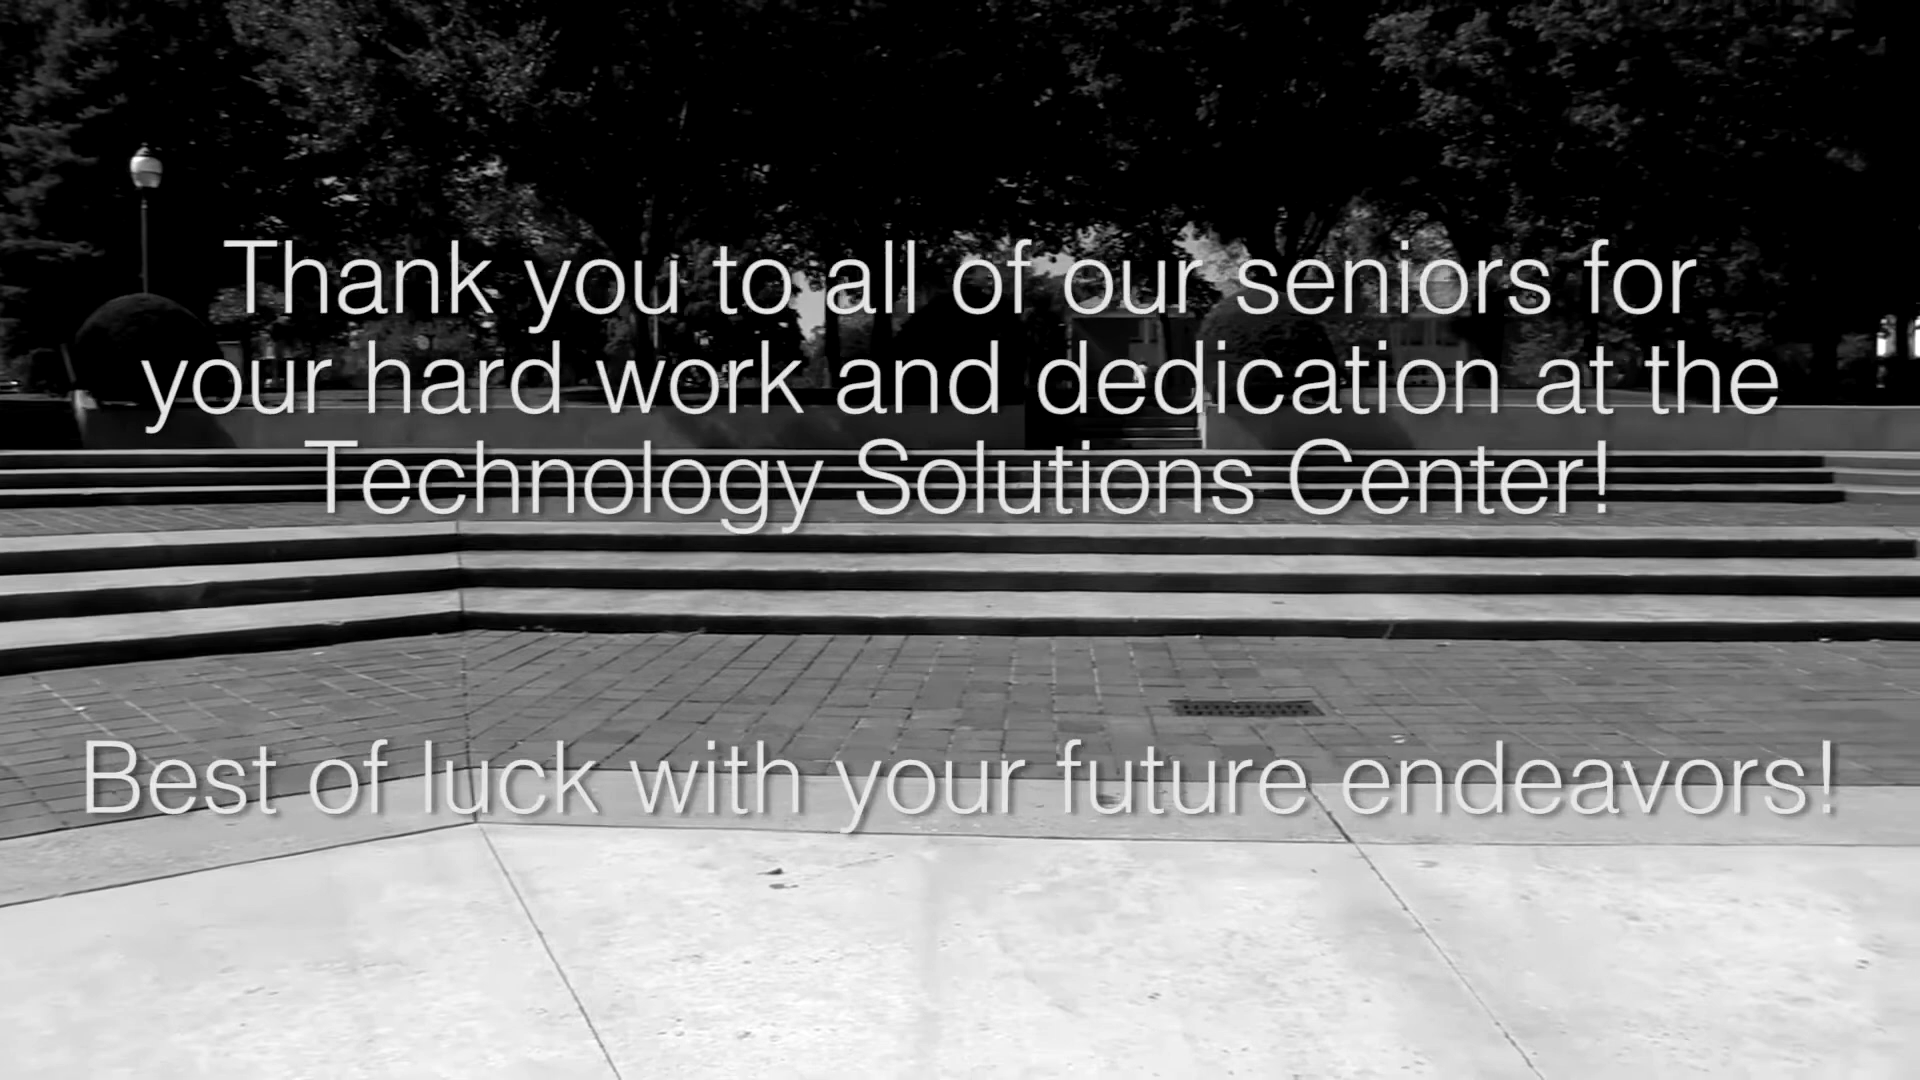 Thank you to all of our seniors for
your hard work and dedication at the
Technology Solutions Center!
Best of luck with your future endeavors!